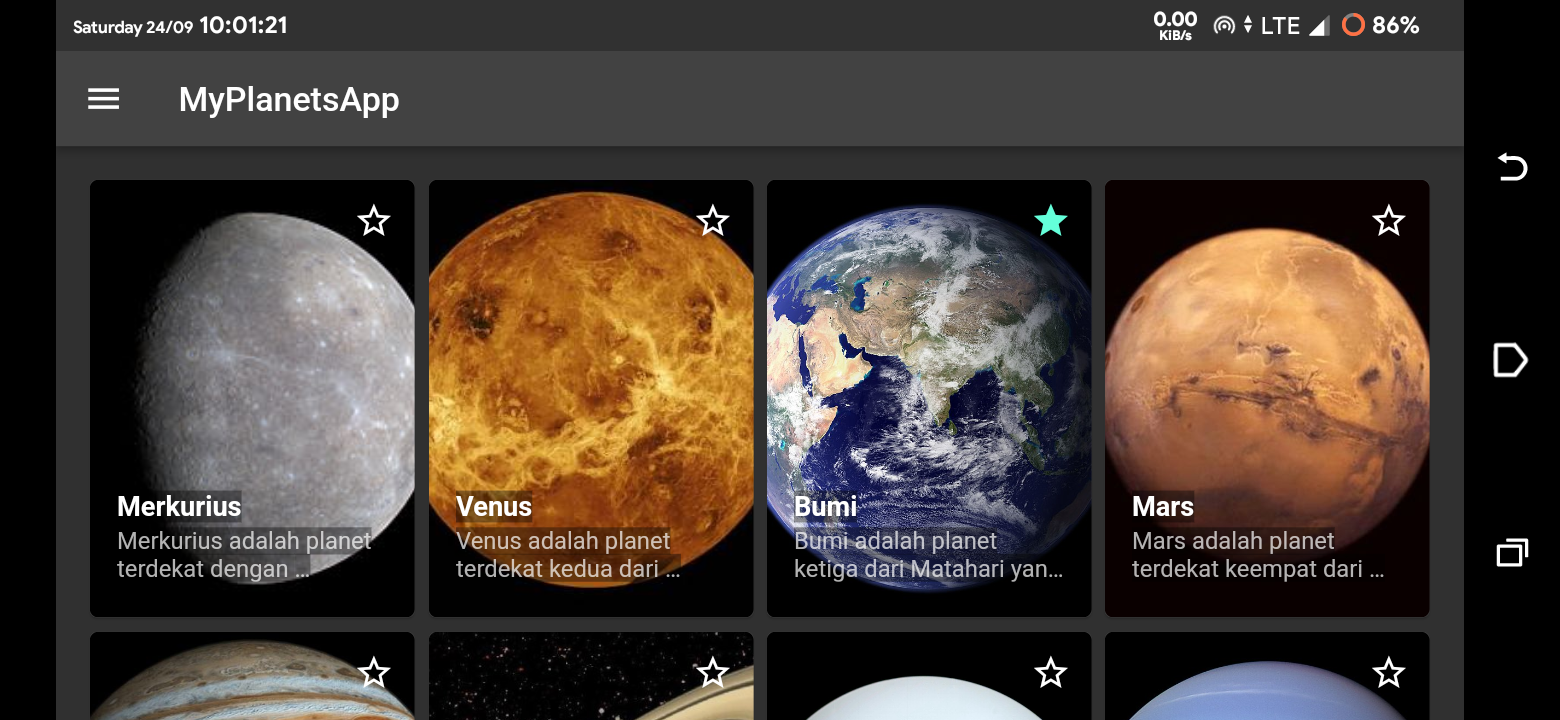 Saturday 24/09 10:01:21
0.00 KiB/s LTE 86%
MyPlanetsApp
Merkurius
Merkurius adalah planet
terdekat dengan ...
Venus
Venus adalah planet
terdekat kedua dari ...
Bumi
Bumi adalah planet
ketiga dari Matahari yan...
Mars
Mars adalah planet
terdekat keempat dari ...